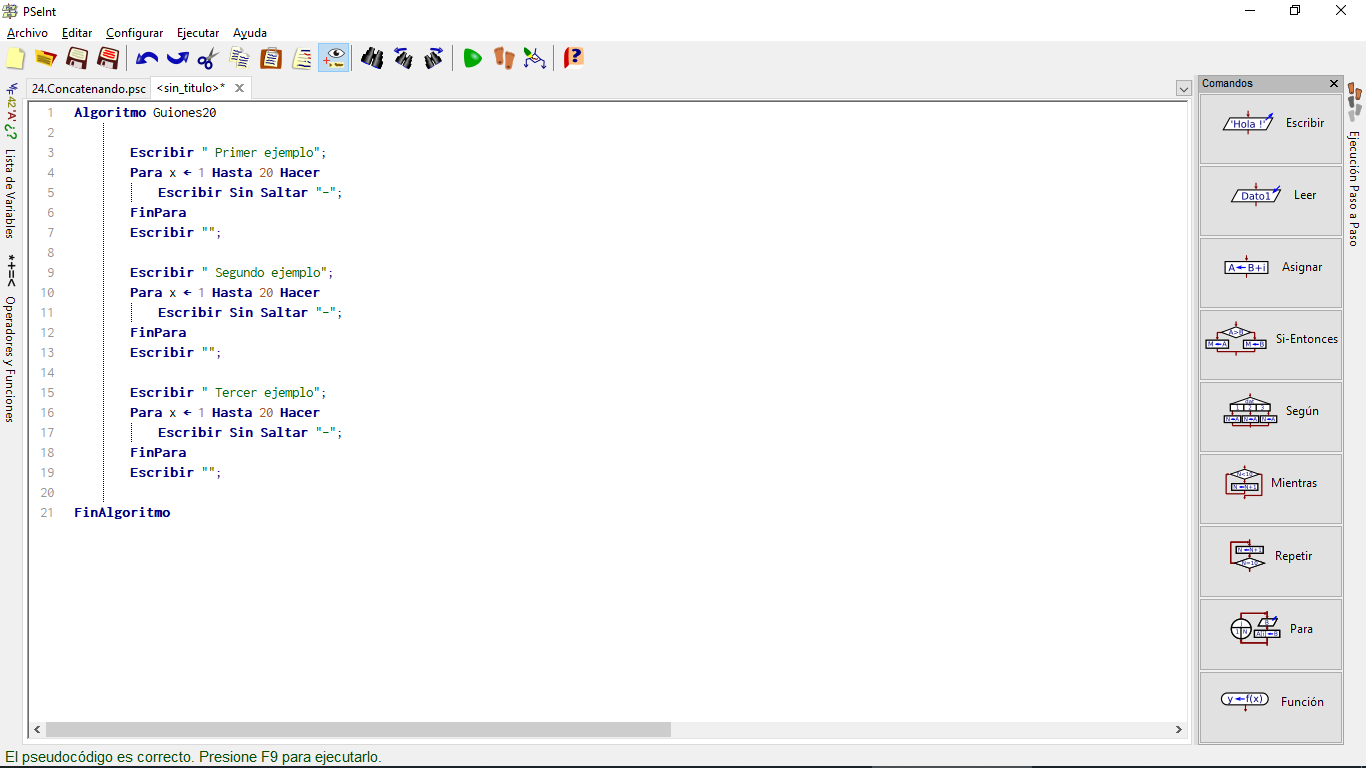 PSeInt
Archivo Editar Configurar Ejecutar Ayuda
24.Concatenando.psc <sin_titulo>*
1 Algoritmo Guiones20
2
3 Escribir " Primer ejemplo";
4 Para x ← 1 Hasta 20 Hacer
5 Escribir Sin Saltar "-";
6 FinPara
7 Escribir "";
8
9 Escribir " Segundo ejemplo";
10 Para x ← 1 Hasta 20 Hacer
11 Escribir Sin Saltar "-";
12 FinPara
13 Escribir "";
14
15 Escribir " Tercer ejemplo";
16 Para x ← 1 Hasta 20 Hacer
17 Escribir Sin Saltar "-";
18 FinPara
19 Escribir "";
20
21 FinAlgoritmo
42 'A' ¿?
Lista de Variables
*+=<
Operadores y Funciones
Comandos
'Hola !' Escribir
Dato1 Leer
A←B+i Asignar
A>B
M←A M←B
Si-Entonces
Según
Mientras
Repetir
Para
y←f(x) Función
Ejecución Paso a Paso
El pseudocódigo es correcto. Presione F9 para ejecutarlo.